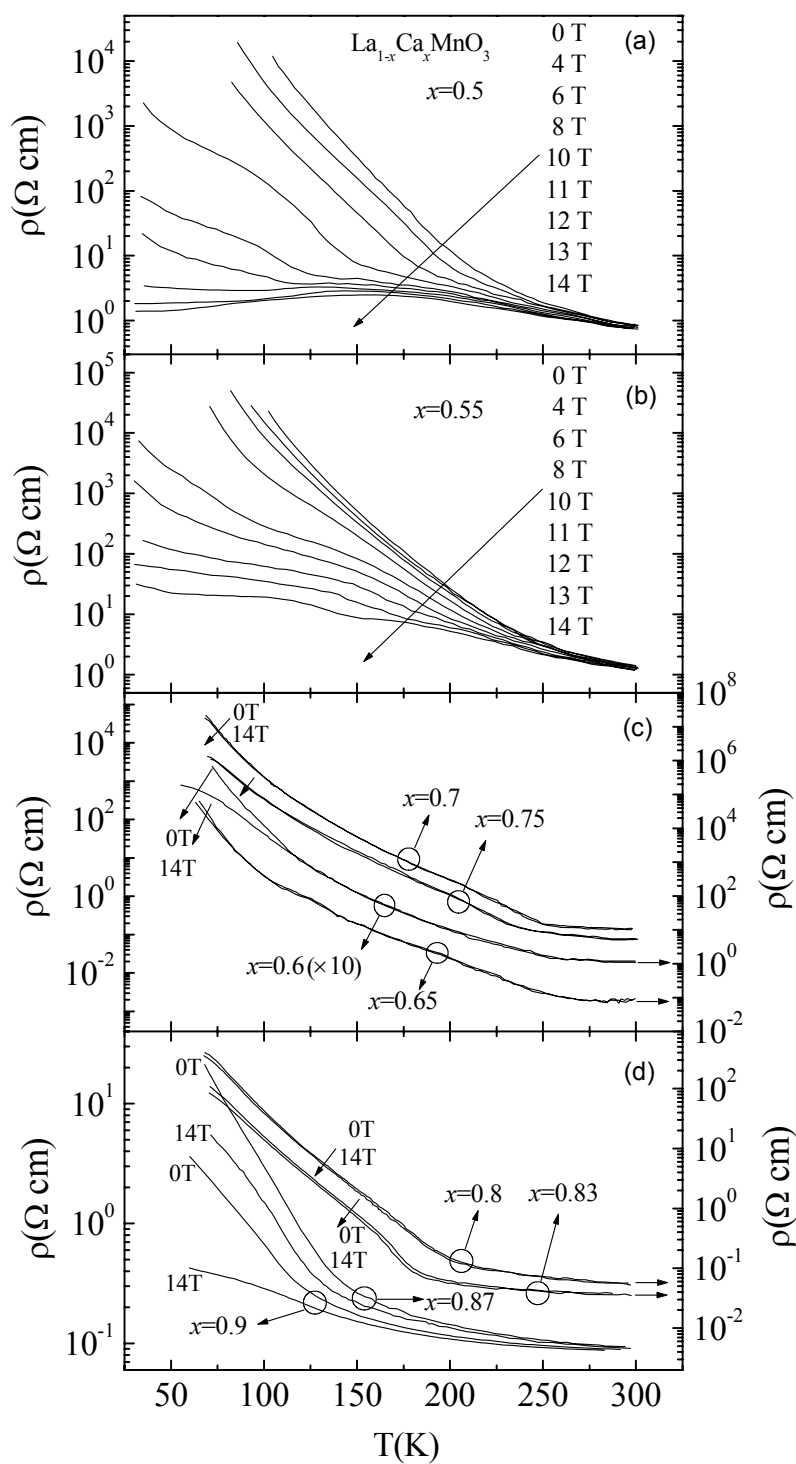 (a)
La1-xCaxMnO3
x=0.5
0 T
4 T
6 T
8 T
10 T
11 T
12 T
13 T
14 T
10^4
10^3
10^2
10^1
10^0
ρ(Ω cm)
(b)
x=0.55
0 T
4 T
6 T
8 T
10 T
11 T
12 T
13 T
14 T
10^5
10^4
10^3
10^2
10^1
10^0
ρ(Ω cm)
(c)
0T
14T
x=0.7
x=0.75
0T
14T
x=0.6(×10)
x=0.65
10^4
10^2
10^0
10^-2
ρ(Ω cm)
10^8
10^6
10^4
10^2
10^0
10^-2
ρ(Ω cm)
(d)
0T
14T
0T
14T
0T
14T
0T
14T
x=0.8
x=0.83
x=0.87
x=0.9
10^1
10^0
10^-1
ρ(Ω cm)
10^2
10^1
10^0
10^-1
10^-2
ρ(Ω cm)
50 100 150 200 250 300
T(K)